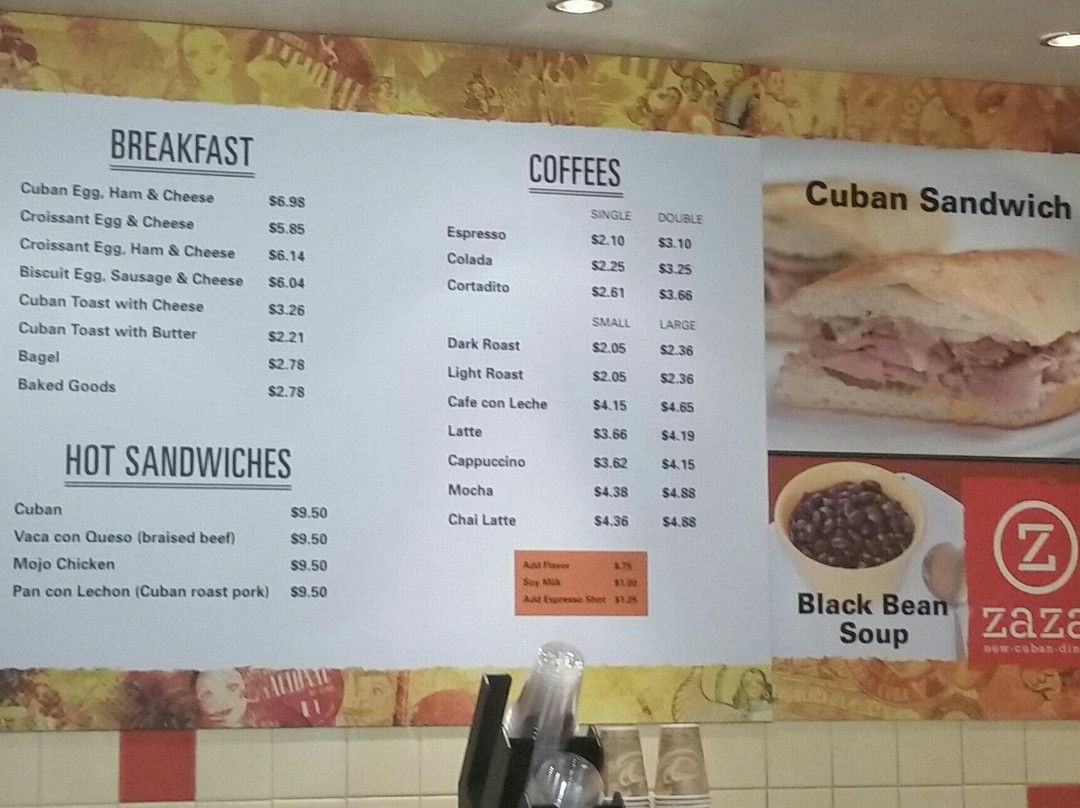 BREAKFAST
Cuban Egg, Ham & Cheese $6.98
Croissant Egg & Cheese $5.85
Croissant Egg, Ham & Cheese $6.14
Biscuit Egg, Sausage & Cheese $6.04
Cuban Toast with Cheese $3.26
Cuban Toast with Butter $2.21
Bagel $2.78
Baked Goods $2.78
HOT SANDWICHES
Cuban $9.50
Vaca con Queso (braised beef) $9.50
Mojo Chicken $9.50
Pan con Lechon (Cuban roast pork) $9.50
COFFEES
SINGLE DOUBLE
Espresso $2.10 $3.10
Colada $2.25 $3.25
Cortadito $2.61 $3.66
SMALL LARGE
Dark Roast $2.05 $2.36
Light Roast $2.05 $2.36
Cafe con Leche $4.15 $4.65
Latte $3.66 $4.19
Cappuccino $3.62 $4.15
Mocha $4.38 $4.88
Chai Latte $4.36 $4.88
Add Flavor $.75
Soy Milk $1.00
Add Espresso Shot $1.25
Cuban Sandwich
Black Bean
Soup
Z
zaza
new·cuban·din